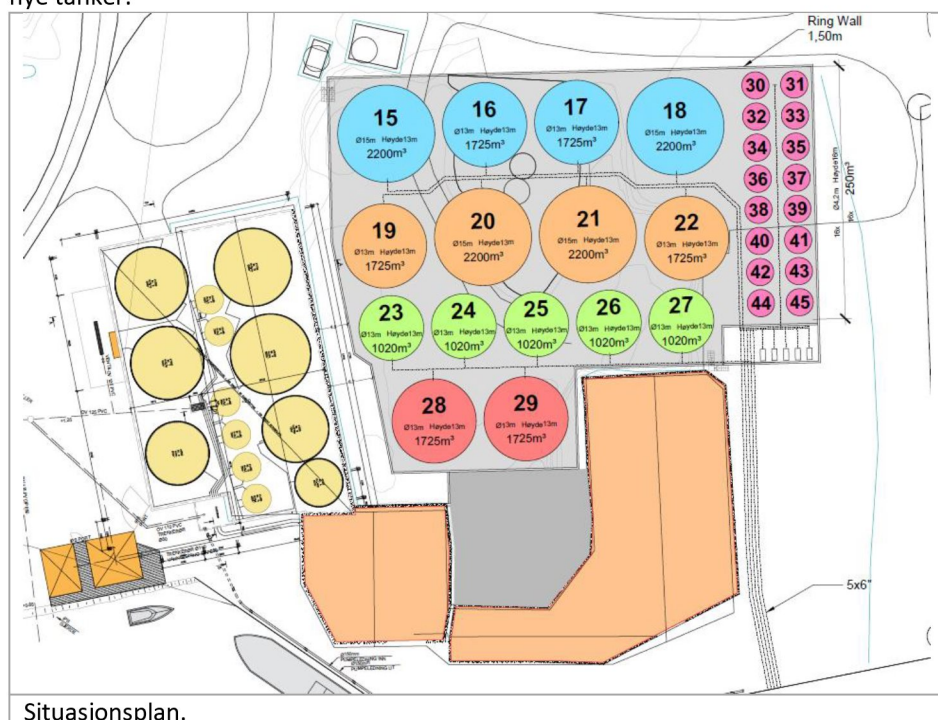 nye tanker.
Ring Wall
1,50m
15
Ø15m Høyde13m
2200m³
16
Ø13m Høyde13m
1725m³
17
Ø13m Høyde13m
1725m³
18
Ø15m Høyde13m
2200m³
30
31
32
33
34
35
36
37
38
39
40
41
42
43
44
45
16x Ø4,2m Høyde16m
16x 250m³
19
Ø13m Høyde13m
1725m³
20
Ø15m Høyde13m
2200m³
21
Ø15m Høyde13m
2200m³
22
Ø13m Høyde13m
1725m³
23
Ø13m Høyde13m
1020m³
24
Ø13m Høyde13m
1020m³
25
Ø13m Høyde13m
1020m³
26
Ø13m Høyde13m
1020m³
27
Ø13m Høyde13m
1020m³
28
Ø13m Høyde13m
1725m³
29
Ø13m Høyde13m
1725m³
5x6"
Situasjonsplan.